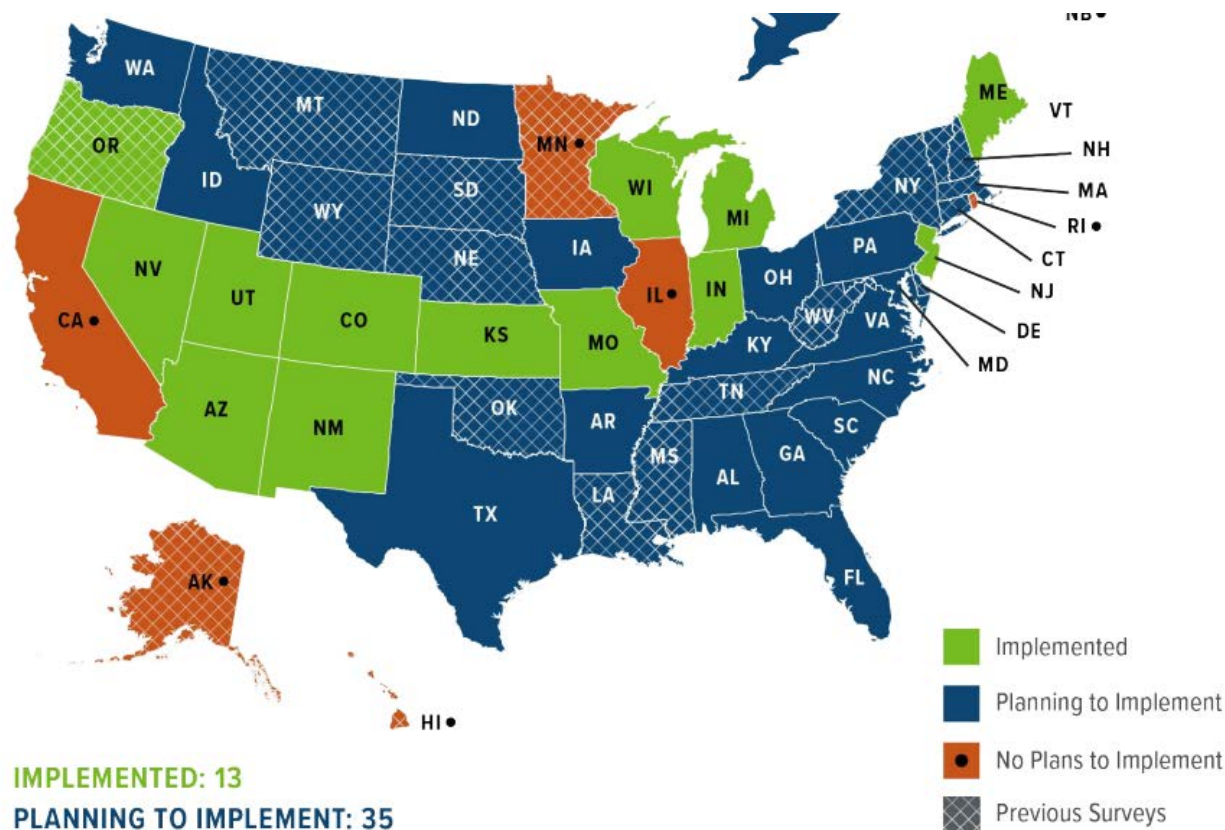 NB •
WA
MT
ND
MN •
ME
VT
OR
ID
WY
SD
WI
MI
NY
NH
MA
RI •
CT
NJ
DE
MD
NE
IA
PA
NV
UT
CO
KS
MO
IL •
IN
OH
WV
VA
KY
CA •
AZ
NM
OK
AR
TN
NC
SC
TX
LA
MS
AL
GA
FL
AK •
HI •
Implemented
Planning to Implement
No Plans to Implement
Previous Surveys
IMPLEMENTED: 13
PLANNING TO IMPLEMENT: 35